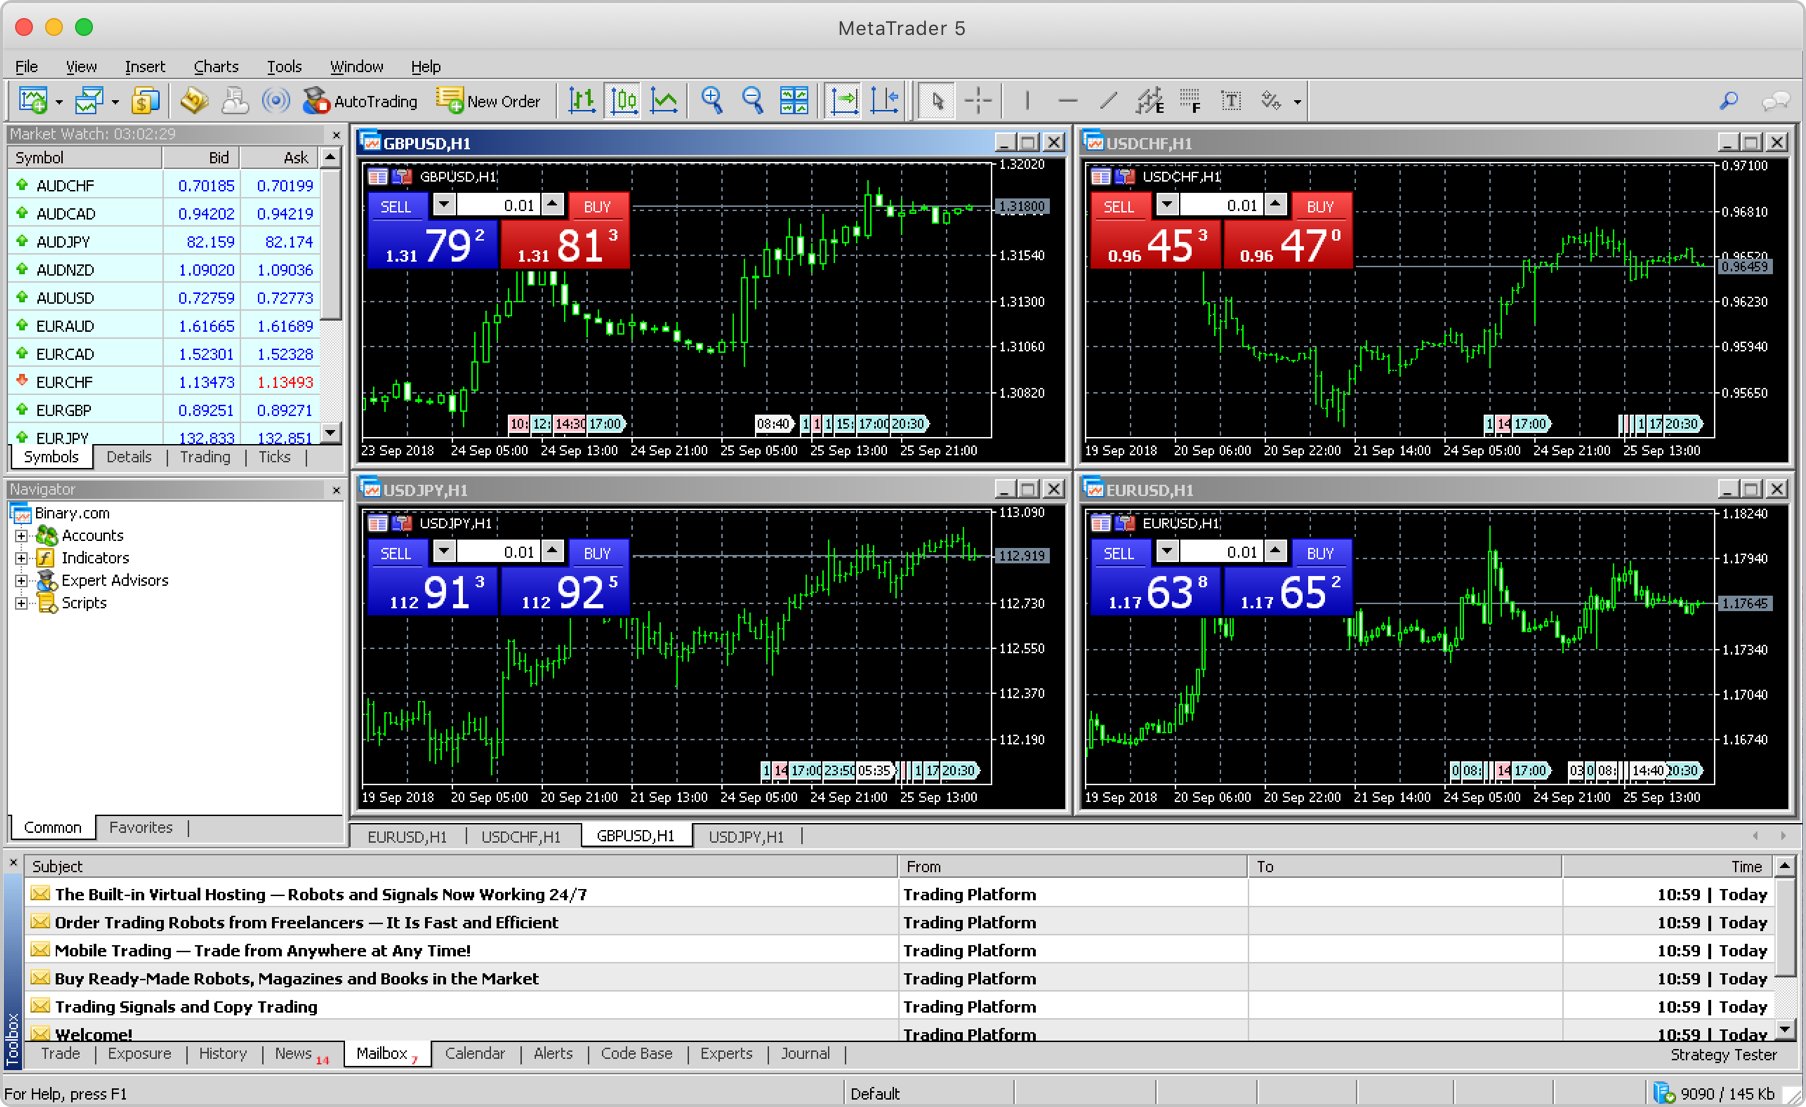 MetaTrader 5
File View Insert Charts Tools Window Help
AutoTrading New Order
Market Watch: 03:02:29
Symbol Bid Ask
AUDCHF 0.70185 0.70199
AUDCAD 0.94202 0.94219
AUDJPY 82.159 82.174
AUDNZD 1.09020 1.09036
AUDUSD 0.72759 0.72773
EURAUD 1.61665 1.61689
EURCAD 1.52301 1.52328
EURCHF 1.13473 1.13493
EURGBP 0.89251 0.89271
EURJPY 132.833 132.851
Symbols Details Trading Ticks
Navigator
Binary.com
Accounts
Indicators
Expert Advisors
Scripts
Common Favorites
GBPUSD,H1
GBPUSD,H1
SELL 0.01 BUY
1.31 79 2 1.31 81 3
1.32020
1.31800
1.31540
1.31300
1.31060
1.30820
10: 12: 14:30 17:00 08:40 1 1 1 15: 17:00 20:30
23 Sep 2018 24 Sep 05:00 24 Sep 13:00 24 Sep 21:00 25 Sep 05:00 25 Sep 13:00 25 Sep 21:00
USDCHF,H1
USDCHF,H1
SELL 0.01 BUY
0.96 45 3 0.96 47 0
0.97100
0.96810
0.96520
0.96459
0.96230
0.95940
0.95650
1 14 17:00 1 17 20:30
19 Sep 2018 20 Sep 06:00 20 Sep 22:00 21 Sep 14:00 24 Sep 05:00 24 Sep 21:00 25 Sep 13:00
USDJPY,H1
USDJPY,H1
SELL 0.01 BUY
112 91 3 112 92 5
113.090
112.919
112.730
112.550
112.370
112.190
1 14 17:00 23:50 05:35 1 17 20:30
19 Sep 2018 20 Sep 05:00 20 Sep 21:00 21 Sep 13:00 24 Sep 05:00 24 Sep 21:00 25 Sep 13:00
EURUSD,H1
EURUSD,H1
SELL 0.01 BUY
1.17 63 8 1.17 65 2
1.18240
1.17940
1.17645
1.17340
1.17040
1.16740
0 08: 14 17:00 03 0 08: 14:40 20:30
19 Sep 2018 20 Sep 06:00 20 Sep 22:00 21 Sep 14:00 24 Sep 05:00 24 Sep 21:00 25 Sep 13:00
EURUSD,H1 USDCHF,H1 GBPUSD,H1 USDJPY,H1
Subject From To Time
The Built-in Virtual Hosting — Robots and Signals Now Working 24/7 Trading Platform 10:59 | Today
Order Trading Robots from Freelancers — It Is Fast and Efficient Trading Platform 10:59 | Today
Mobile Trading — Trade from Anywhere at Any Time! Trading Platform 10:59 | Today
Buy Ready-Made Robots, Magazines and Books in the Market Trading Platform 10:59 | Today
Trading Signals and Copy Trading Trading Platform 10:59 | Today
Welcome! Trading Platform 10:59 | Today
Toolbox
Trade Exposure History News 14 Mailbox 7 Calendar Alerts Code Base Experts Journal Strategy Tester
For Help, press F1 Default 9090 / 145 Kb